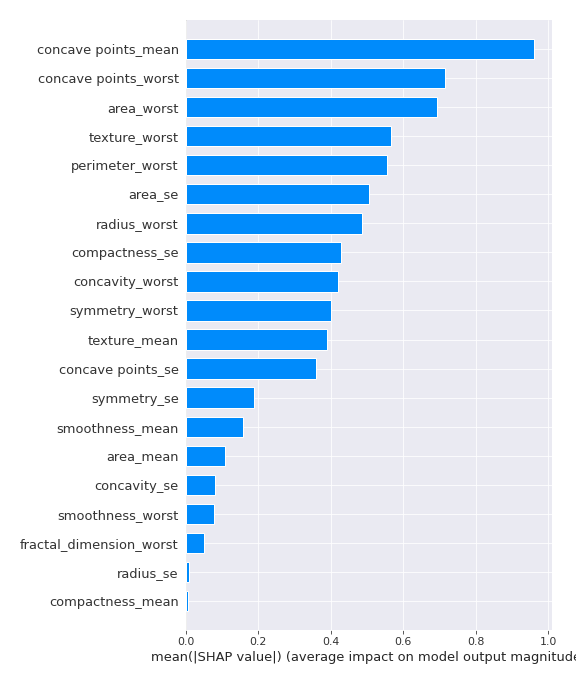 concave points_mean
concave points_worst
area_worst
texture_worst
perimeter_worst
area_se
radius_worst
compactness_se
concavity_worst
symmetry_worst
texture_mean
concave points_se
symmetry_se
smoothness_mean
area_mean
concavity_se
smoothness_worst
fractal_dimension_worst
radius_se
compactness_mean
0.0 0.2 0.4 0.6 0.8 1.0
mean(|SHAP value|) (average impact on model output magnitude